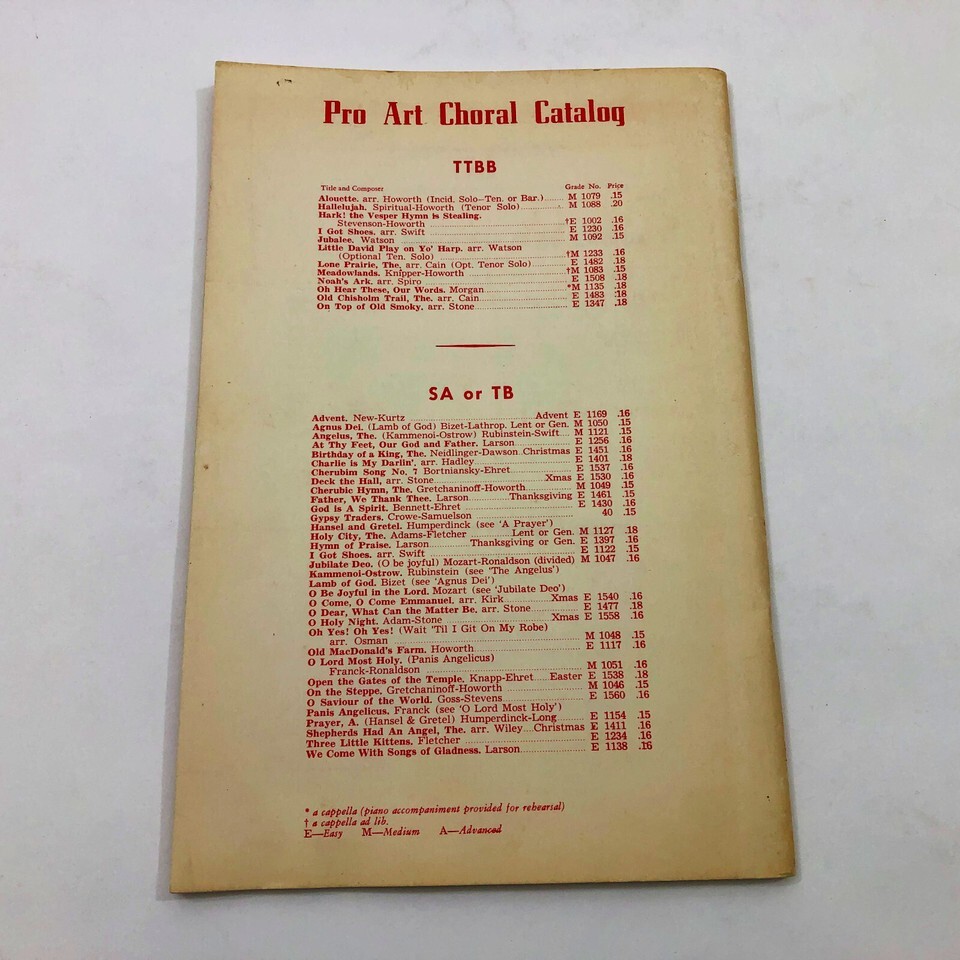 Pro Art Choral Catalog
TTBB
Title and Composer Grade No. Price
Alouette. arr. Howorth (Incid. Solo—Ten. or Bar.) M 1079 .15
Hallelujah. Spiritual-Howorth (Tenor Solo) M 1088 .20
Hark! the Vesper Hymn is Stealing.
Stevenson-Howorth †E 1002 .16
I Got Shoes. arr. Swift E 1230 .16
Jubalee. Watson M 1092 .15
Little David Play on Yo' Harp. arr. Watson
(Optional Ten. Solo) †M 1233 .16
Lone Prairie, The. arr. Cain (Opt. Tenor Solo) E 1482 .18
Meadowlands. Knipper-Howorth †M 1083 .15
Noah's Ark. arr. Spiro E 1508 .18
Oh Hear These, Our Words. Morgan *M 1135 .18
Old Chisholm Trail, The. arr. Cain E 1483 .18
On Top of Old Smoky. arr. Stone E 1347 .18
SA or TB
Advent. New-Kurtz Advent E 1169 .16
Agnus Dei. (Lamb of God) Bizet-Lathrop. Lent or Gen. M 1050 .15
Angelus, The. (Kammenoi-Ostrow) Rubinstein-Swift M 1121 .15
At Thy Feet, Our God and Father. Larson E 1256 .16
Birthday of a King, The. Neidlinger-Dawson Christmas E 1451 .16
Charlie is My Darlin'. arr. Hadley E 1401 .18
Cherubim Song No. 7 Bortniansky-Ehret E 1537 .16
Deck the Hall, arr. Stone Xmas E 1530 .16
Cherubic Hymn, The. Gretchaninoff-Howorth M 1049 .15
Father, We Thank Thee. Larson Thanksgiving E 1461 .15
God is A Spirit. Bennett-Ehret E 1430 .16
Gypsy Traders. Crowe-Samuelson 40 .15
Hansel and Gretel. Humperdinck (see 'A Prayer')
Holy City, The. Adams-Fletcher Lent or Gen. M 1127 .18
Hymn of Praise. Larson Thanksgiving or Gen. E 1397 .16
I Got Shoes. arr. Swift E 1122 .15
Jubilate Deo. (O be joyful) Mozart-Ronaldson (divided) M 1047 .16
Kammenoi-Ostrow. Rubinstein (see 'The Angelus')
Lamb of God. Bizet (see 'Agnus Dei')
O Be Joyful in the Lord. Mozart (see 'Jubilate Deo')
O Come, O Come Emmanuel. arr. Kirk Xmas E 1540 .16
O Dear, What Can the Matter Be. arr. Stone E 1477 .18
O Holy Night. Adam-Stone Xmas E 1558 .16
Oh Yes! Oh Yes! (Wait 'Til I Git On My Robe)
arr. Osman M 1048 .15
Old MacDonald's Farm. Howorth E 1117 .16
O Lord Most Holy. (Panis Angelicus)
Franck-Ronaldson M 1051 .16
Open the Gates of the Temple. Knapp-Ehret Easter E 1538 .18
On the Steppe. Gretchaninoff-Howorth M 1046 .15
O Saviour of the World. Goss-Stevens E 1560 .16
Panis Angelicus. Franck (see 'O Lord Most Holy')
Prayer, A. (Hansel & Gretel) Humperdinck-Long E 1154 .15
Shepherds Had An Angel, The. arr. Wiley Christmas E 1411 .16
Three Little Kittens. Fletcher E 1234 .16
We Come With Songs of Gladness. Larson E 1138 .16
* a cappella (piano accompaniment provided for rehearsal)
† a cappella ad lib.
E—Easy M—Medium A—Advanced